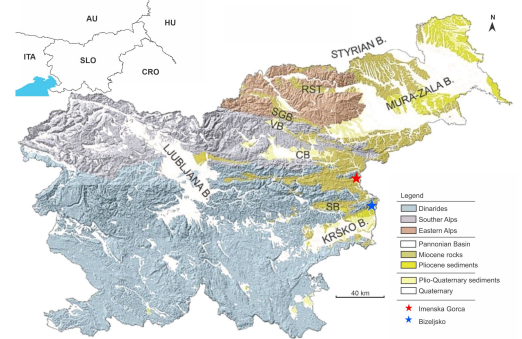 AU
HU
ITA
SLO
CRO
N
STYRIAN B.
MURA-ZALA B.
RST
SGB
VB
CB
LJUBLJANA B.
SB
KRŠKO B.
40 km
Legend
Dinarides
Souther Alps
Eastern Alps
Pannonian Basin
Miocene rocks
Pliocene sediments
Plio-Quaternary sediments
Quaternary
Imenska Gorca
Bizeljsko